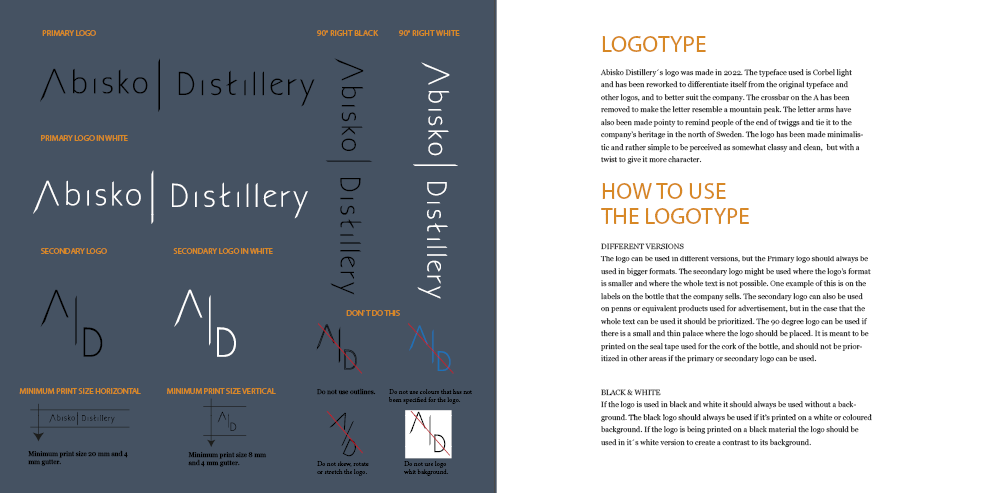 PRIMARY LOGO
Abisko | Distillery
PRIMARY LOGO IN WHITE
Abisko | Distillery
SECONDARY LOGO
A|D
SECONDARY LOGO IN WHITE
A|D
MINIMUM PRINT SIZE HORIZONTAL
Abisko | Distillery
Minimum print size 20 mm and 4
mm gutter.
MINIMUM PRINT SIZE VERTICAL
A|D
Minimum print size 8 mm
and 4 mm gutter.
90° RIGHT BLACK
Abisko | Distillery
90° RIGHT WHITE
Abisko | Distillery
DON'T DO THIS
A|D
Do not use outlines.
A|D
Do not use colours that has not
been specified for the logo.
A|D
Do not skew, rotate
or stretch the logo.
A|D
Do not use logo
whit bakground.
LOGOTYPE
Abisko Distillery´s logo was made in 2022. The typeface used is Corbel light
and has been reworked to differentiate itself from the original typeface and
other logos, and to better suit the company. The crossbar on the A has been
removed to make the letter resemble a mountain peak. The letter arms have
also been made pointy to remind people of the end of twiggs and tie it to the
company's heritage in the north of Sweden. The logo has been made minimalis-
tic and rather simple to be perceived as somewhat classy and clean, but with a
twist to give it more character.
HOW TO USE
THE LOGOTYPE
DIFFERENT VERSIONS
The logo can be used in different versions, but the Primary logo should always be
used in bigger formats. The secondary logo might be used where the logo's format
is smaller and where the whole text is not possible. One example of this is on the
labels on the bottle that the company sells. The secondary logo can also be used
on penns or equivalent products used for advertisement, but in the case that the
whole text can be used it should be prioritized. The 90 degree logo can be used if
there is a small and thin palace where the logo should be placed. It is meant to be
printed on the seal tape used for the cork of the bottle, and should not be prior-
itized in other areas if the primary or secondary logo can be used.
BLACK & WHITE
If the logo is used in black and white it should always be used without a back-
ground. The black logo should always be used if it's printed on a white or coloured
background. If the logo is being printed on a black material the logo should be
used in it´s white version to create a contrast to its background.